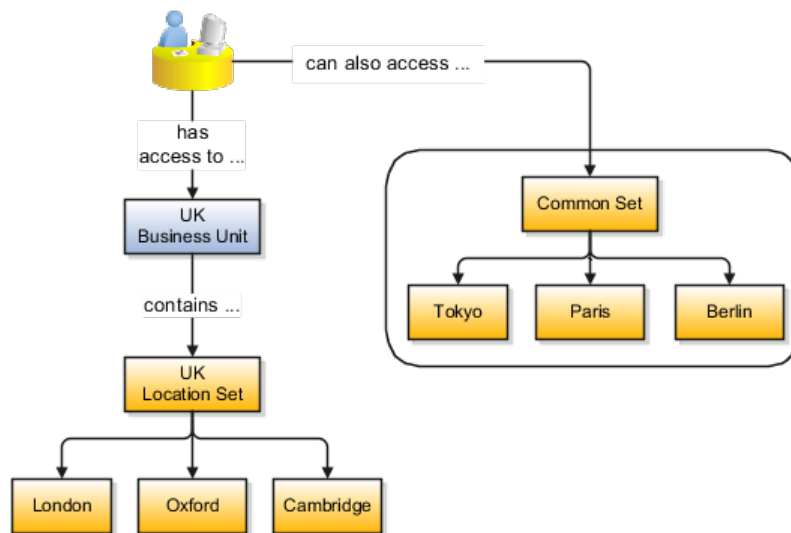 can also access ...
has
access to ...
UK
Business Unit
contains ...
UK
Location Set
London
Oxford
Cambridge
Common Set
Tokyo
Paris
Berlin